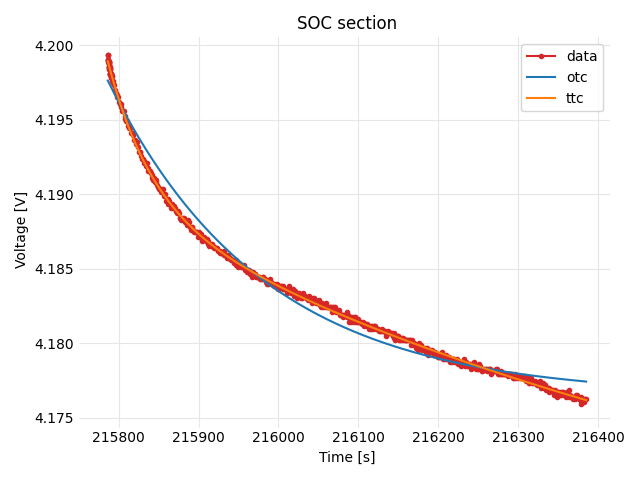 SOC section
4.200
4.195
4.190
4.185
4.180
4.175
Voltage [V]
215800 215900 216000 216100 216200 216300 216400
Time [s]
data
otc
ttc